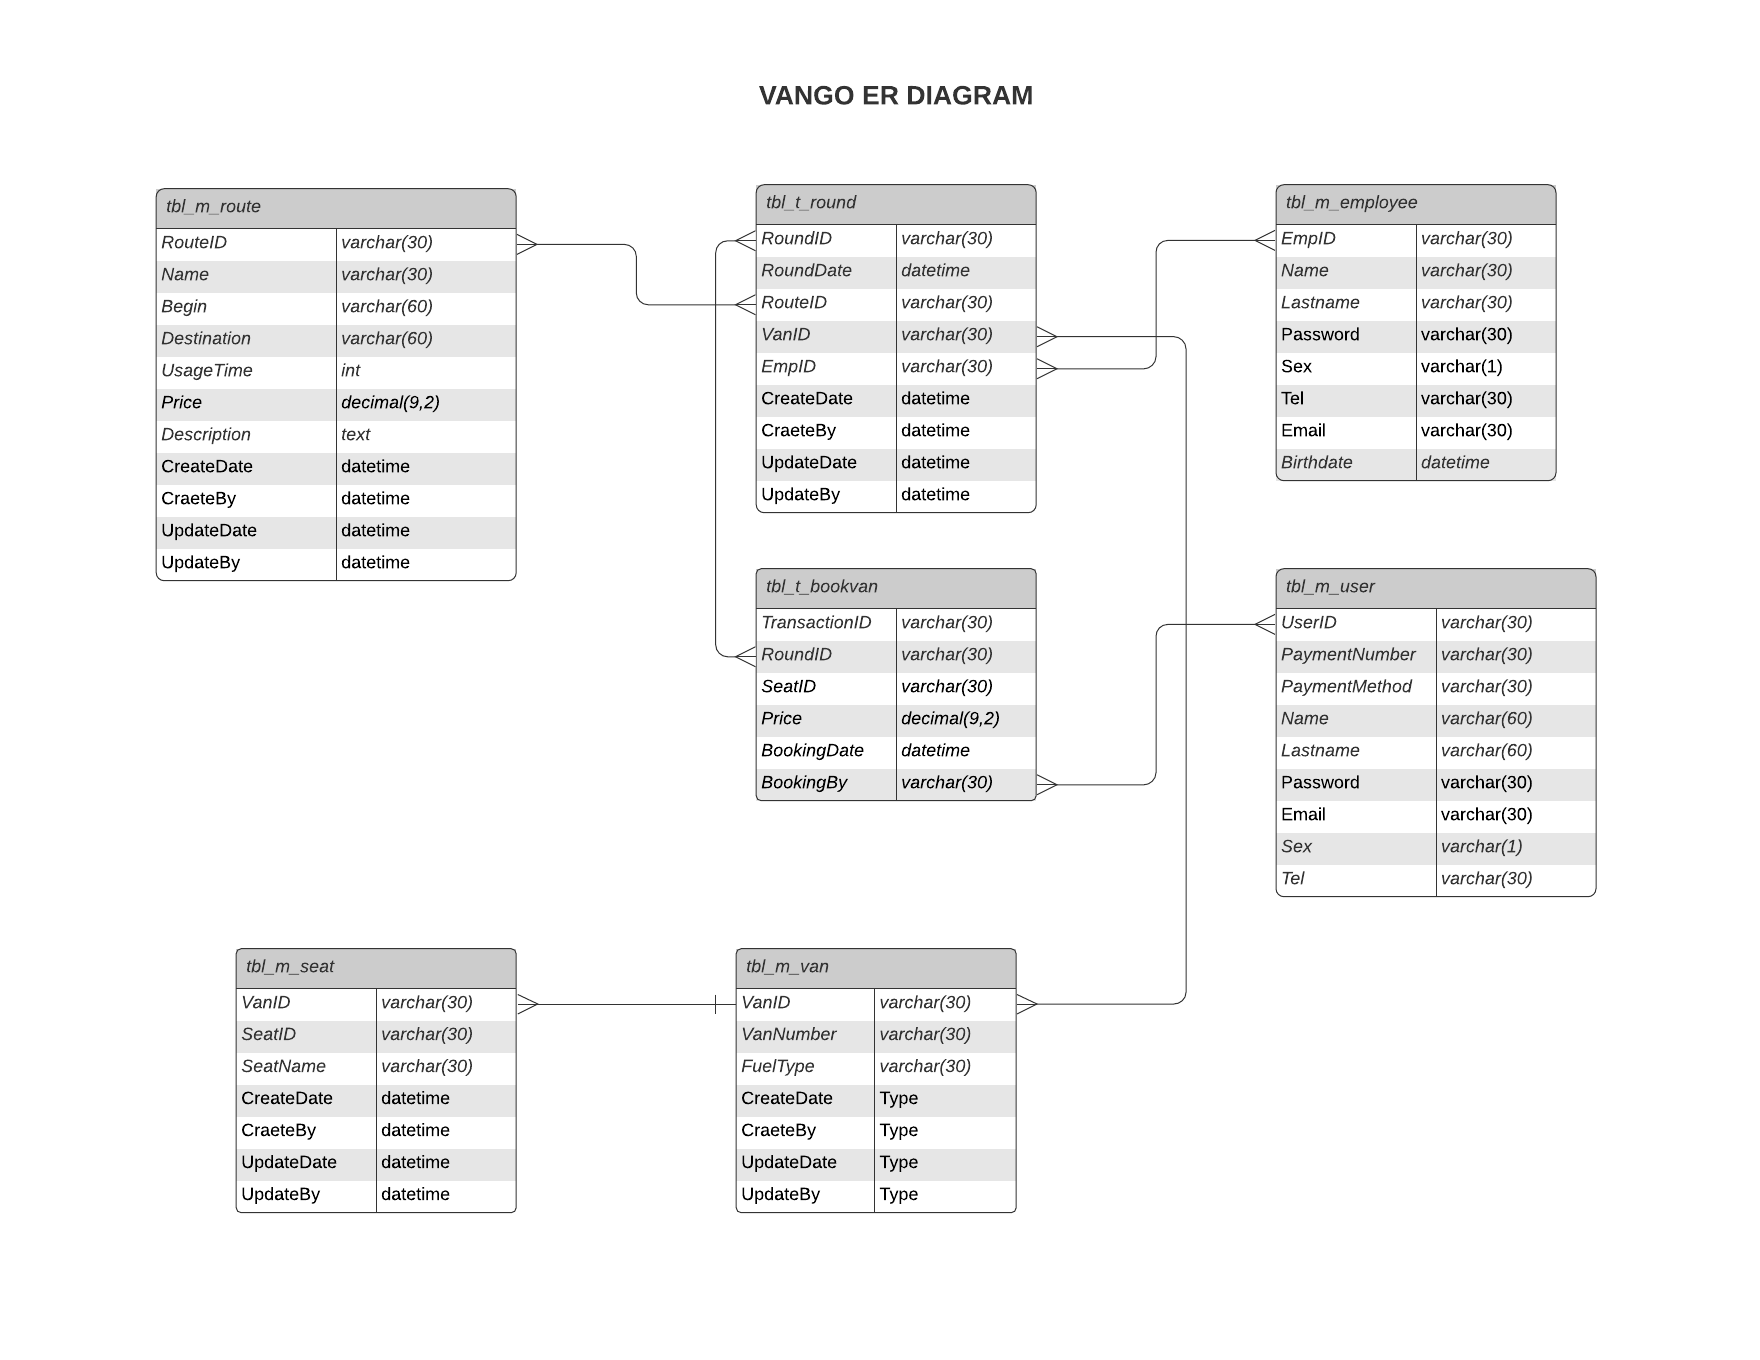 VANGO ER DIAGRAM
tbl_m_route
RouteID varchar(30)
Name varchar(30)
Begin varchar(60)
Destination varchar(60)
UsageTime int
Price decimal(9,2)
Description text
CreateDate datetime
CraeteBy datetime
UpdateDate datetime
UpdateBy datetime
tbl_t_round
RoundID varchar(30)
RoundDate datetime
RouteID varchar(30)
VanID varchar(30)
EmpID varchar(30)
CreateDate datetime
CraeteBy datetime
UpdateDate datetime
UpdateBy datetime
tbl_m_employee
EmpID varchar(30)
Name varchar(30)
Lastname varchar(30)
Password varchar(30)
Sex varchar(1)
Tel varchar(30)
Email varchar(30)
Birthdate datetime
tbl_t_bookvan
TransactionID varchar(30)
RoundID varchar(30)
SeatID varchar(30)
Price decimal(9,2)
BookingDate datetime
BookingBy varchar(30)
tbl_m_user
UserID varchar(30)
PaymentNumber varchar(30)
PaymentMethod varchar(30)
Name varchar(60)
Lastname varchar(60)
Password varchar(30)
Email varchar(30)
Sex varchar(1)
Tel varchar(30)
tbl_m_seat
VanID varchar(30)
SeatID varchar(30)
SeatName varchar(30)
CreateDate datetime
CraeteBy datetime
UpdateDate datetime
UpdateBy datetime
tbl_m_van
VanID varchar(30)
VanNumber varchar(30)
FuelType varchar(30)
CreateDate Type
CraeteBy Type
UpdateDate Type
UpdateBy Type